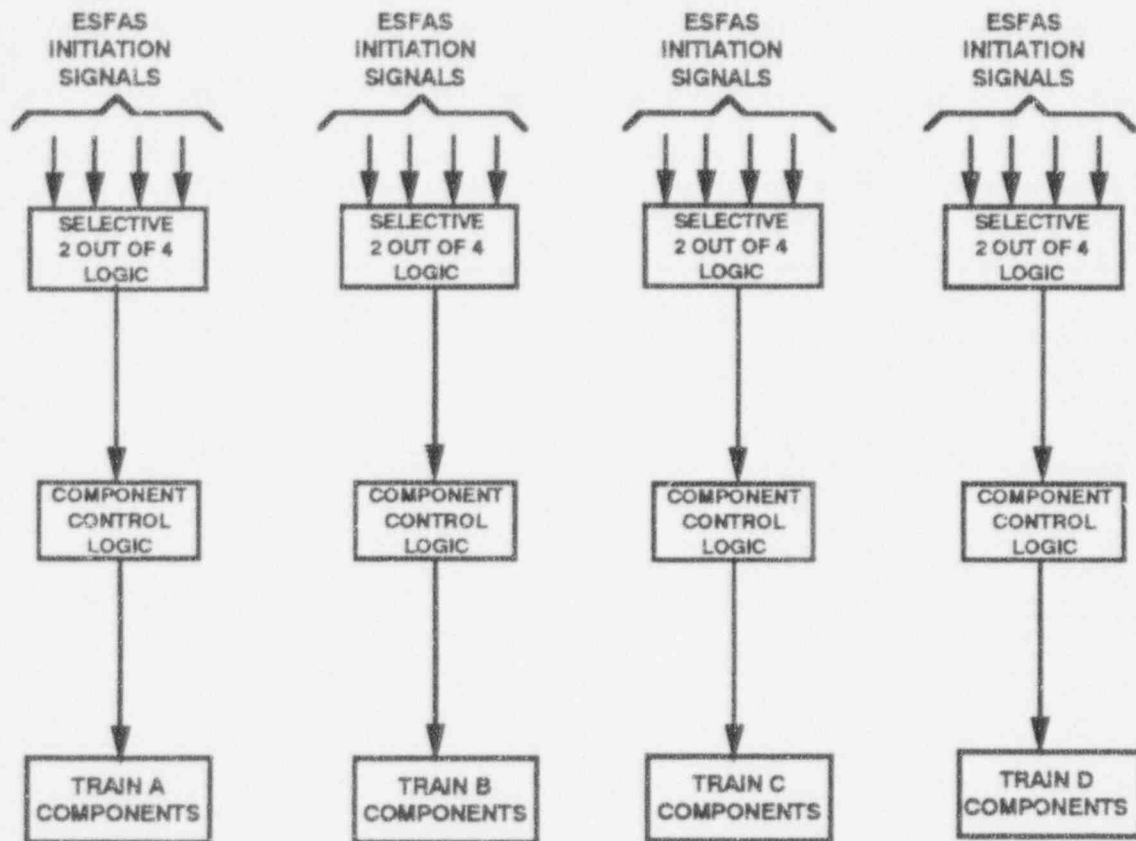 ESFAS
INITIATION
SIGNALS
SELECTIVE
2 OUT OF 4
LOGIC
COMPONENT
CONTROL
LOGIC
TRAIN A
COMPONENTS
ESFAS
INITIATION
SIGNALS
SELECTIVE
2 OUT OF 4
LOGIC
COMPONENT
CONTROL
LOGIC
TRAIN B
COMPONENTS
ESFAS
INITIATION
SIGNALS
SELECTIVE
2 OUT OF 4
LOGIC
COMPONENT
CONTROL
LOGIC
TRAIN C
COMPONENTS
ESFAS
INITIATION
SIGNALS
SELECTIVE
2 OUT OF 4
LOGIC
COMPONENT
CONTROL
LOGIC
TRAIN D
COMPONENTS